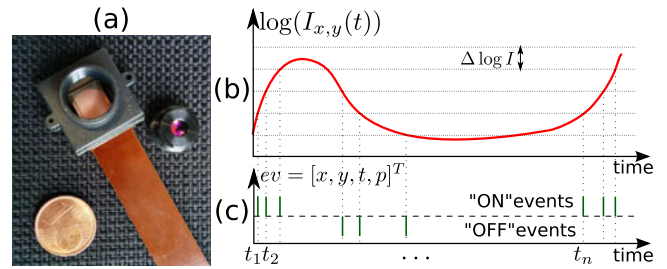 (a)
log(I_{x,y}(t))
Δ log I
(b)
time
ev = [x, y, t, p]^T
(c)
"ON"events
"OFF"events
time
t_1 t_2 ... t_n